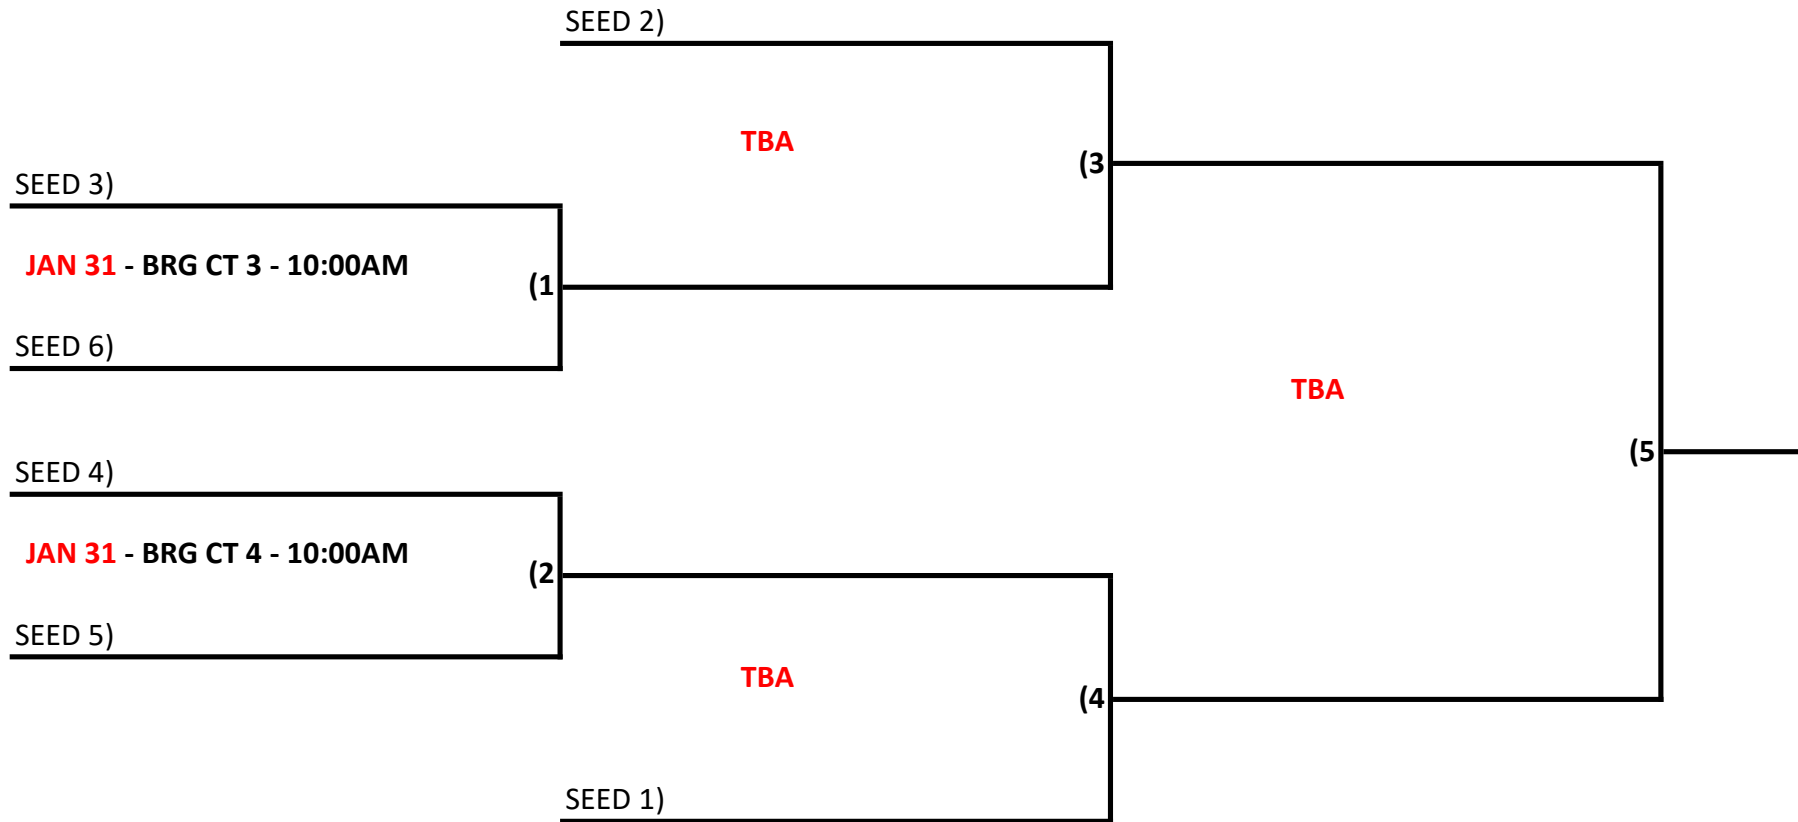 SEED 2)
TBA
(3
SEED 3)
JAN 31 - BRG CT 3 - 10:00AM
(1
SEED 6)
TBA
(5
SEED 4)
JAN 31 - BRG CT 4 - 10:00AM
(2
SEED 5)
TBA
(4
SEED 1)